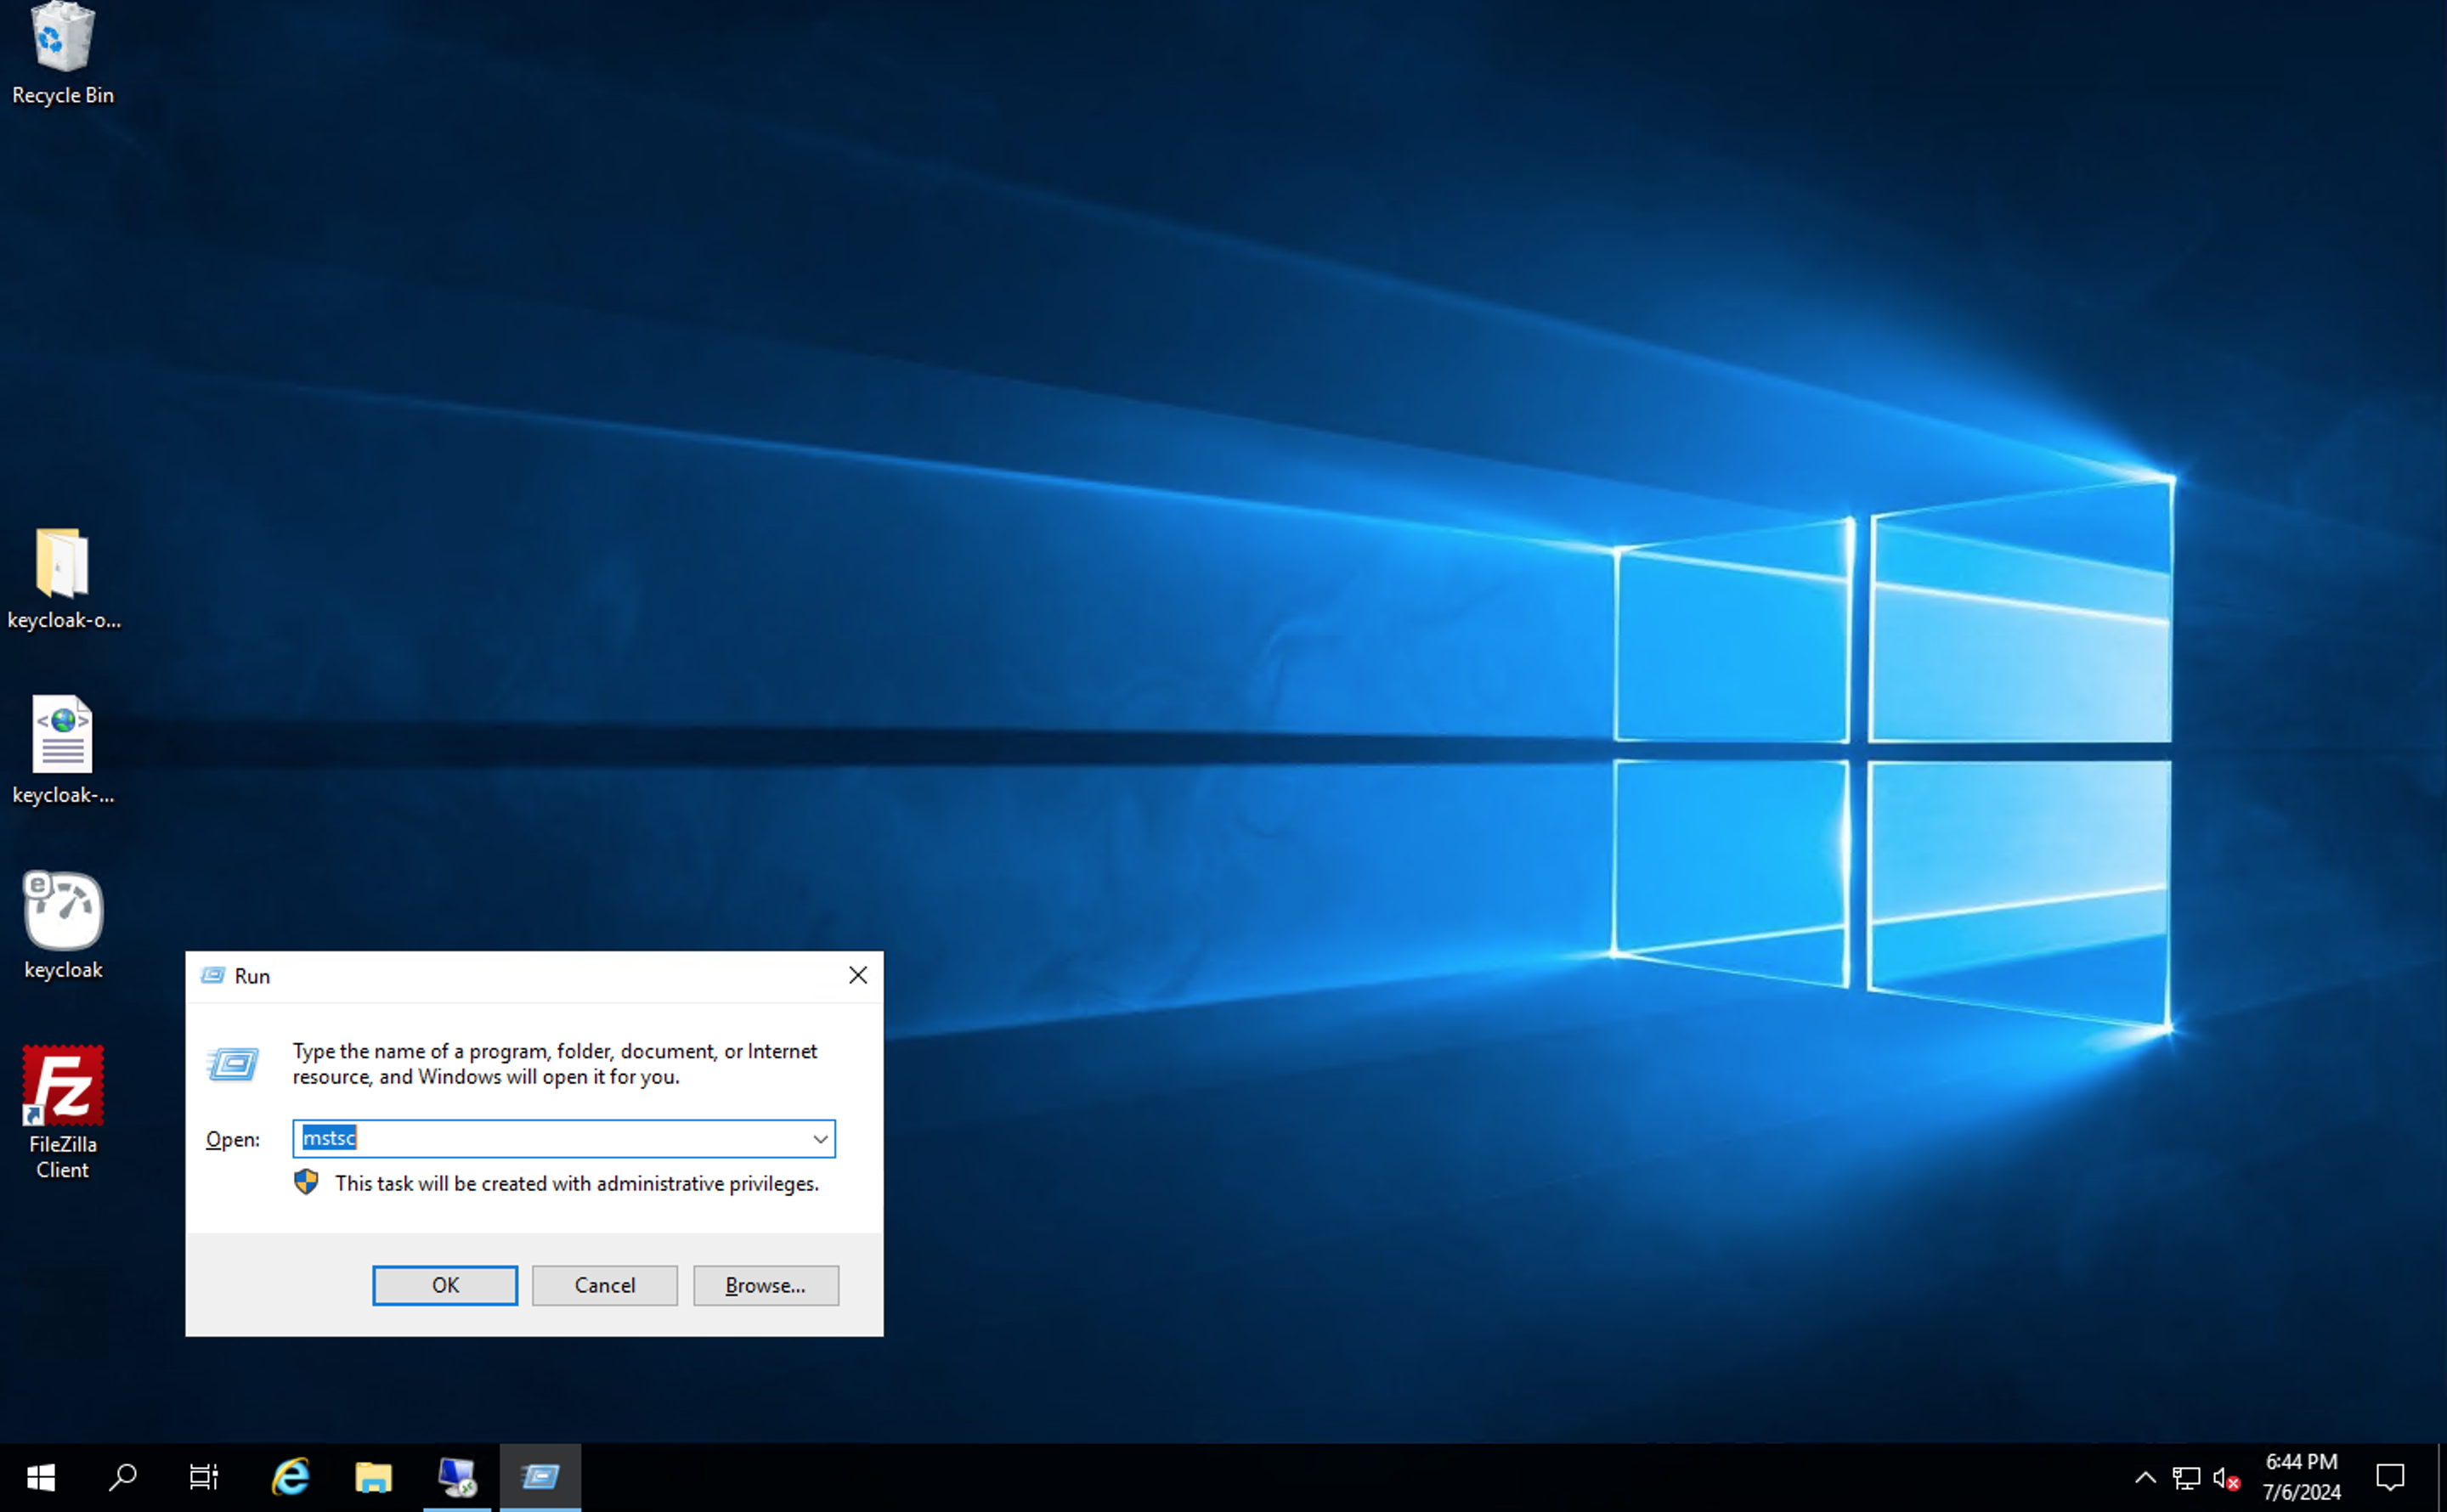 Recycle Bin
keycloak-o...
keycloak-...
keycloak
FileZilla
Client
Run
Type the name of a program, folder, document, or Internet
resource, and Windows will open it for you.
Open:
mstsc
This task will be created with administrative privileges.
OK
Cancel
Browse...
6:44 PM
7/6/2024